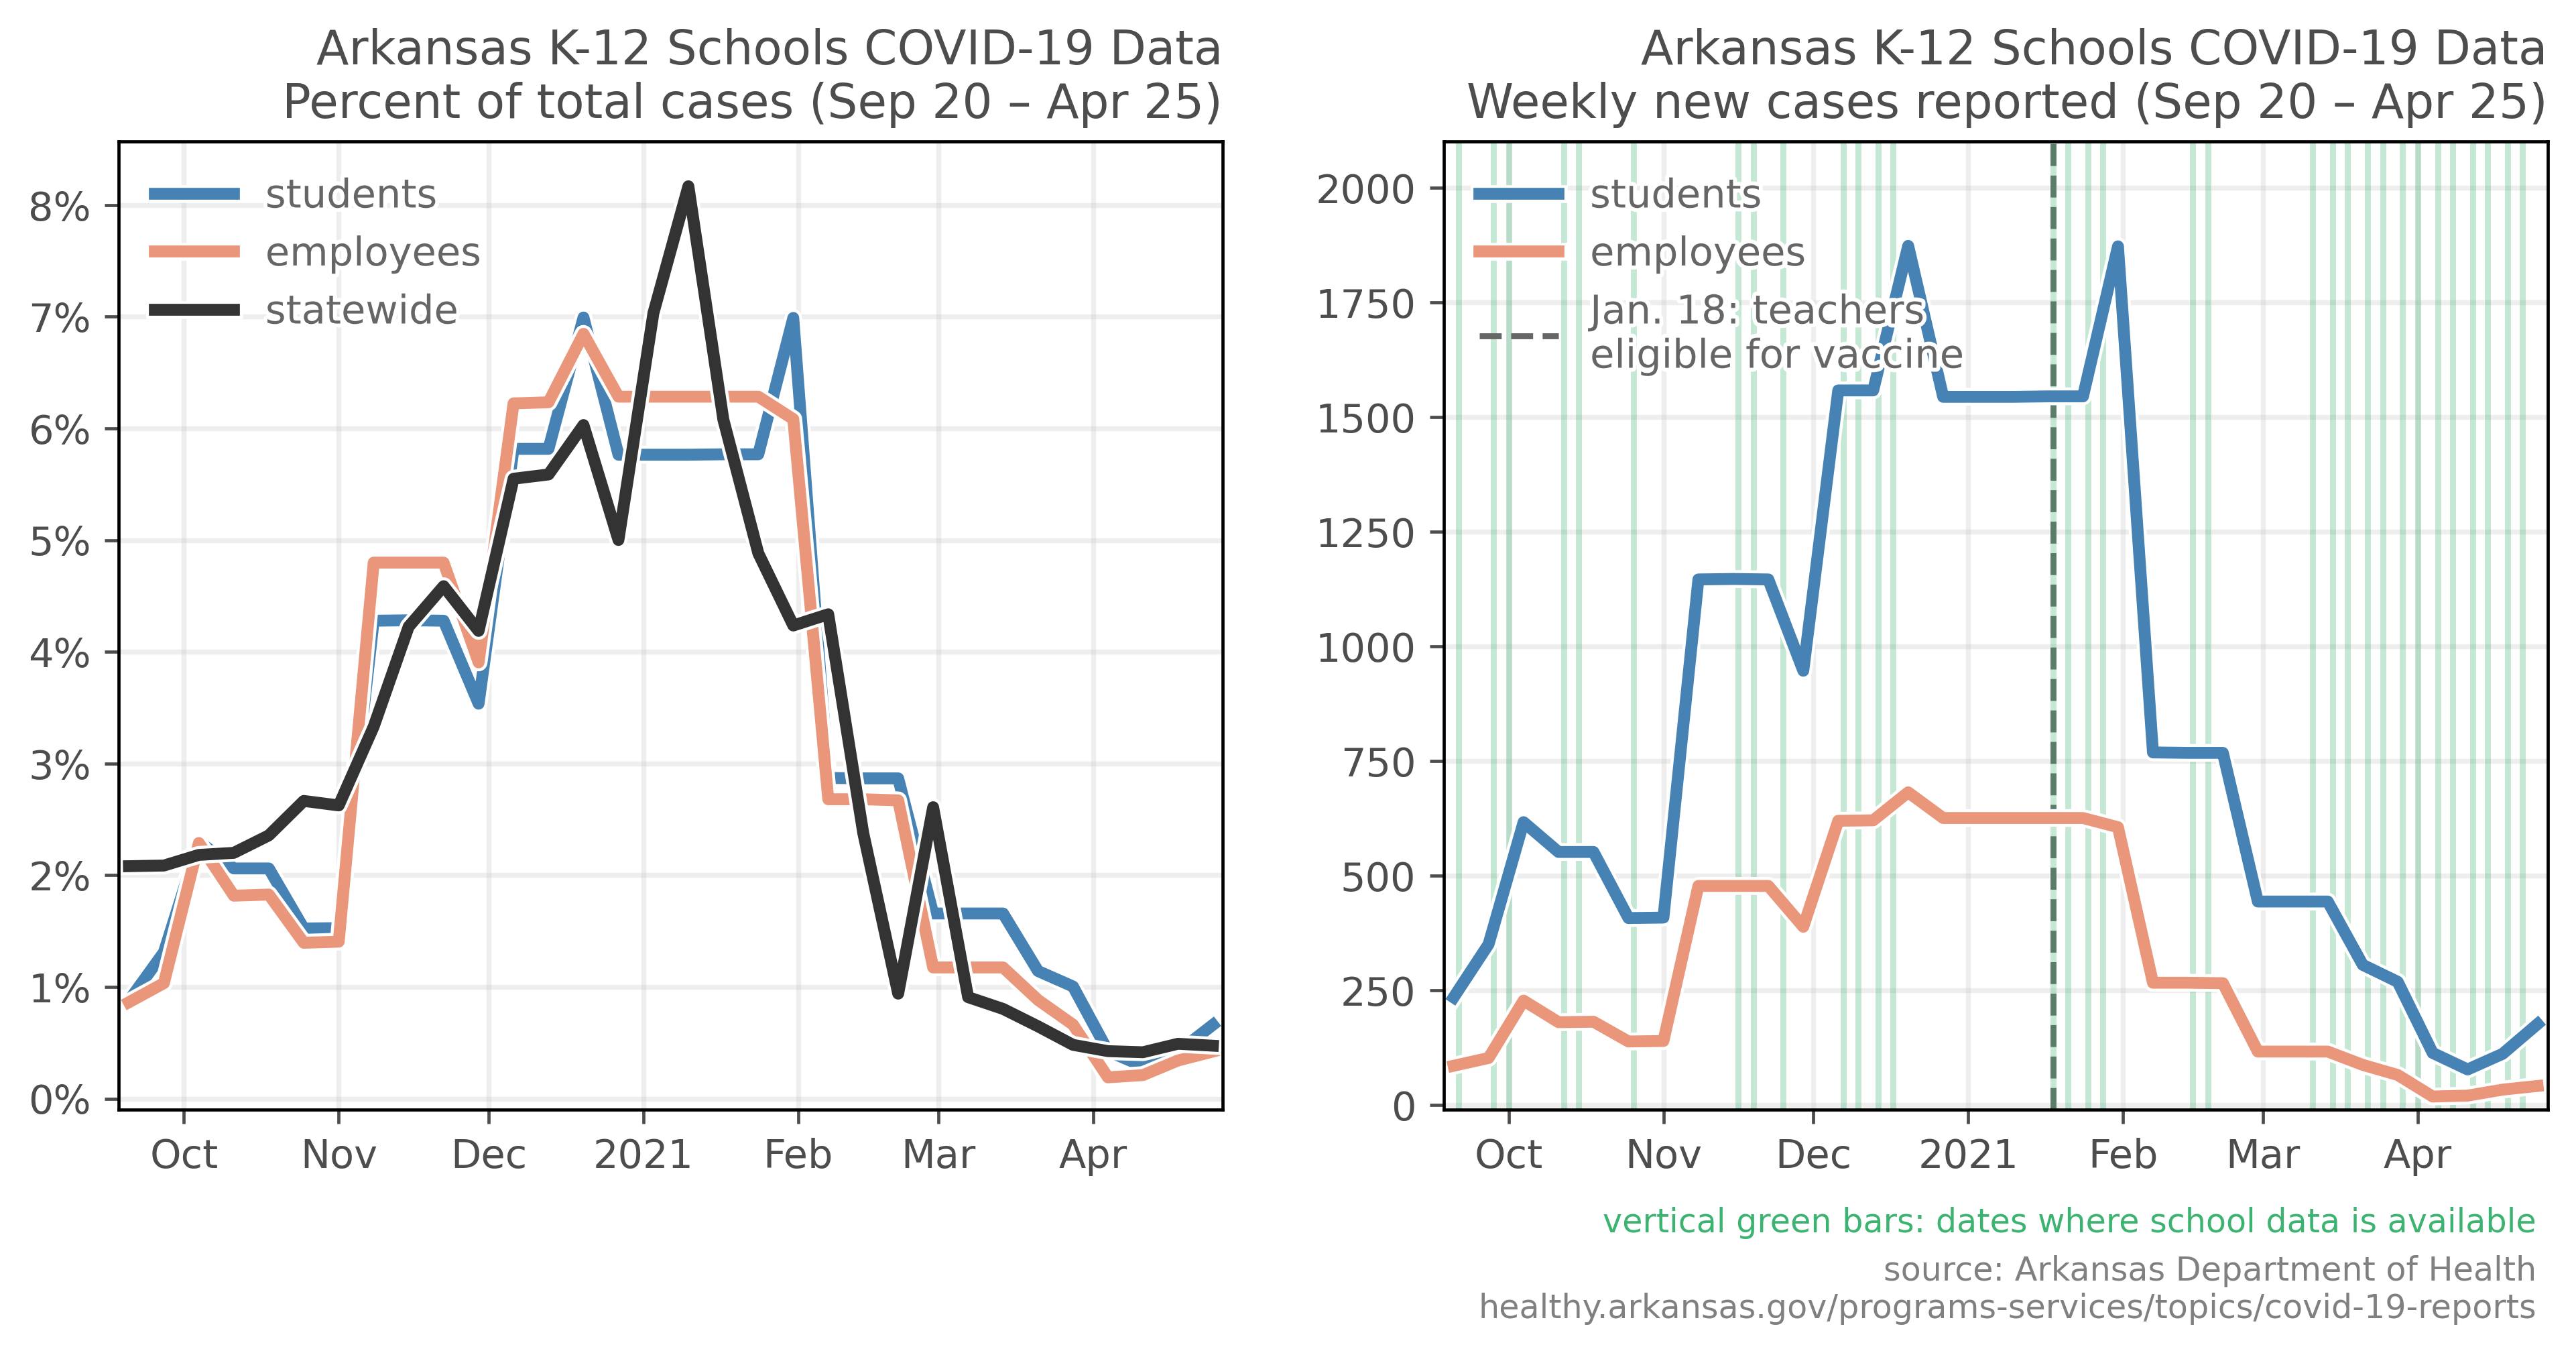 Arkansas K-12 Schools COVID-19 Data
Percent of total cases (Sep 20 – Apr 25)
students
employees
statewide
8%
7%
6%
5%
4%
3%
2%
1%
0%
Oct Nov Dec 2021 Feb Mar Apr
Arkansas K-12 Schools COVID-19 Data
Weekly new cases reported (Sep 20 – Apr 25)
students
employees
Jan. 18: teachers
eligible for vaccine
2000
1750
1500
1250
1000
750
500
250
0
Oct Nov Dec 2021 Feb Mar Apr
vertical green bars: dates where school data is available
source: Arkansas Department of Health
healthy.arkansas.gov/programs-services/topics/covid-19-reports